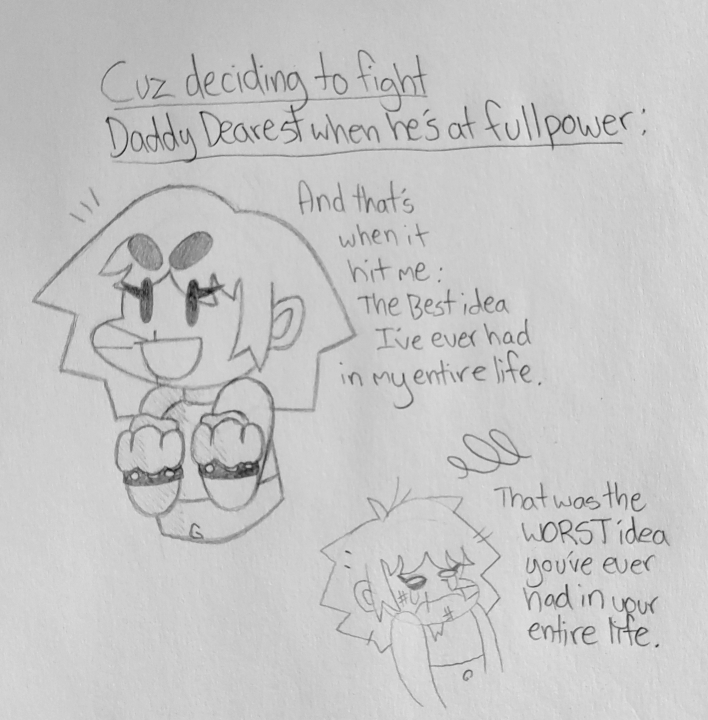 Cuz deciding to fight
Daddy Dearest when he's at full power:
And that's
when it
hit me:
The Best idea
I've ever had
in my entire life.
G
That was the
WORST idea
you've ever
had in your
entire life.